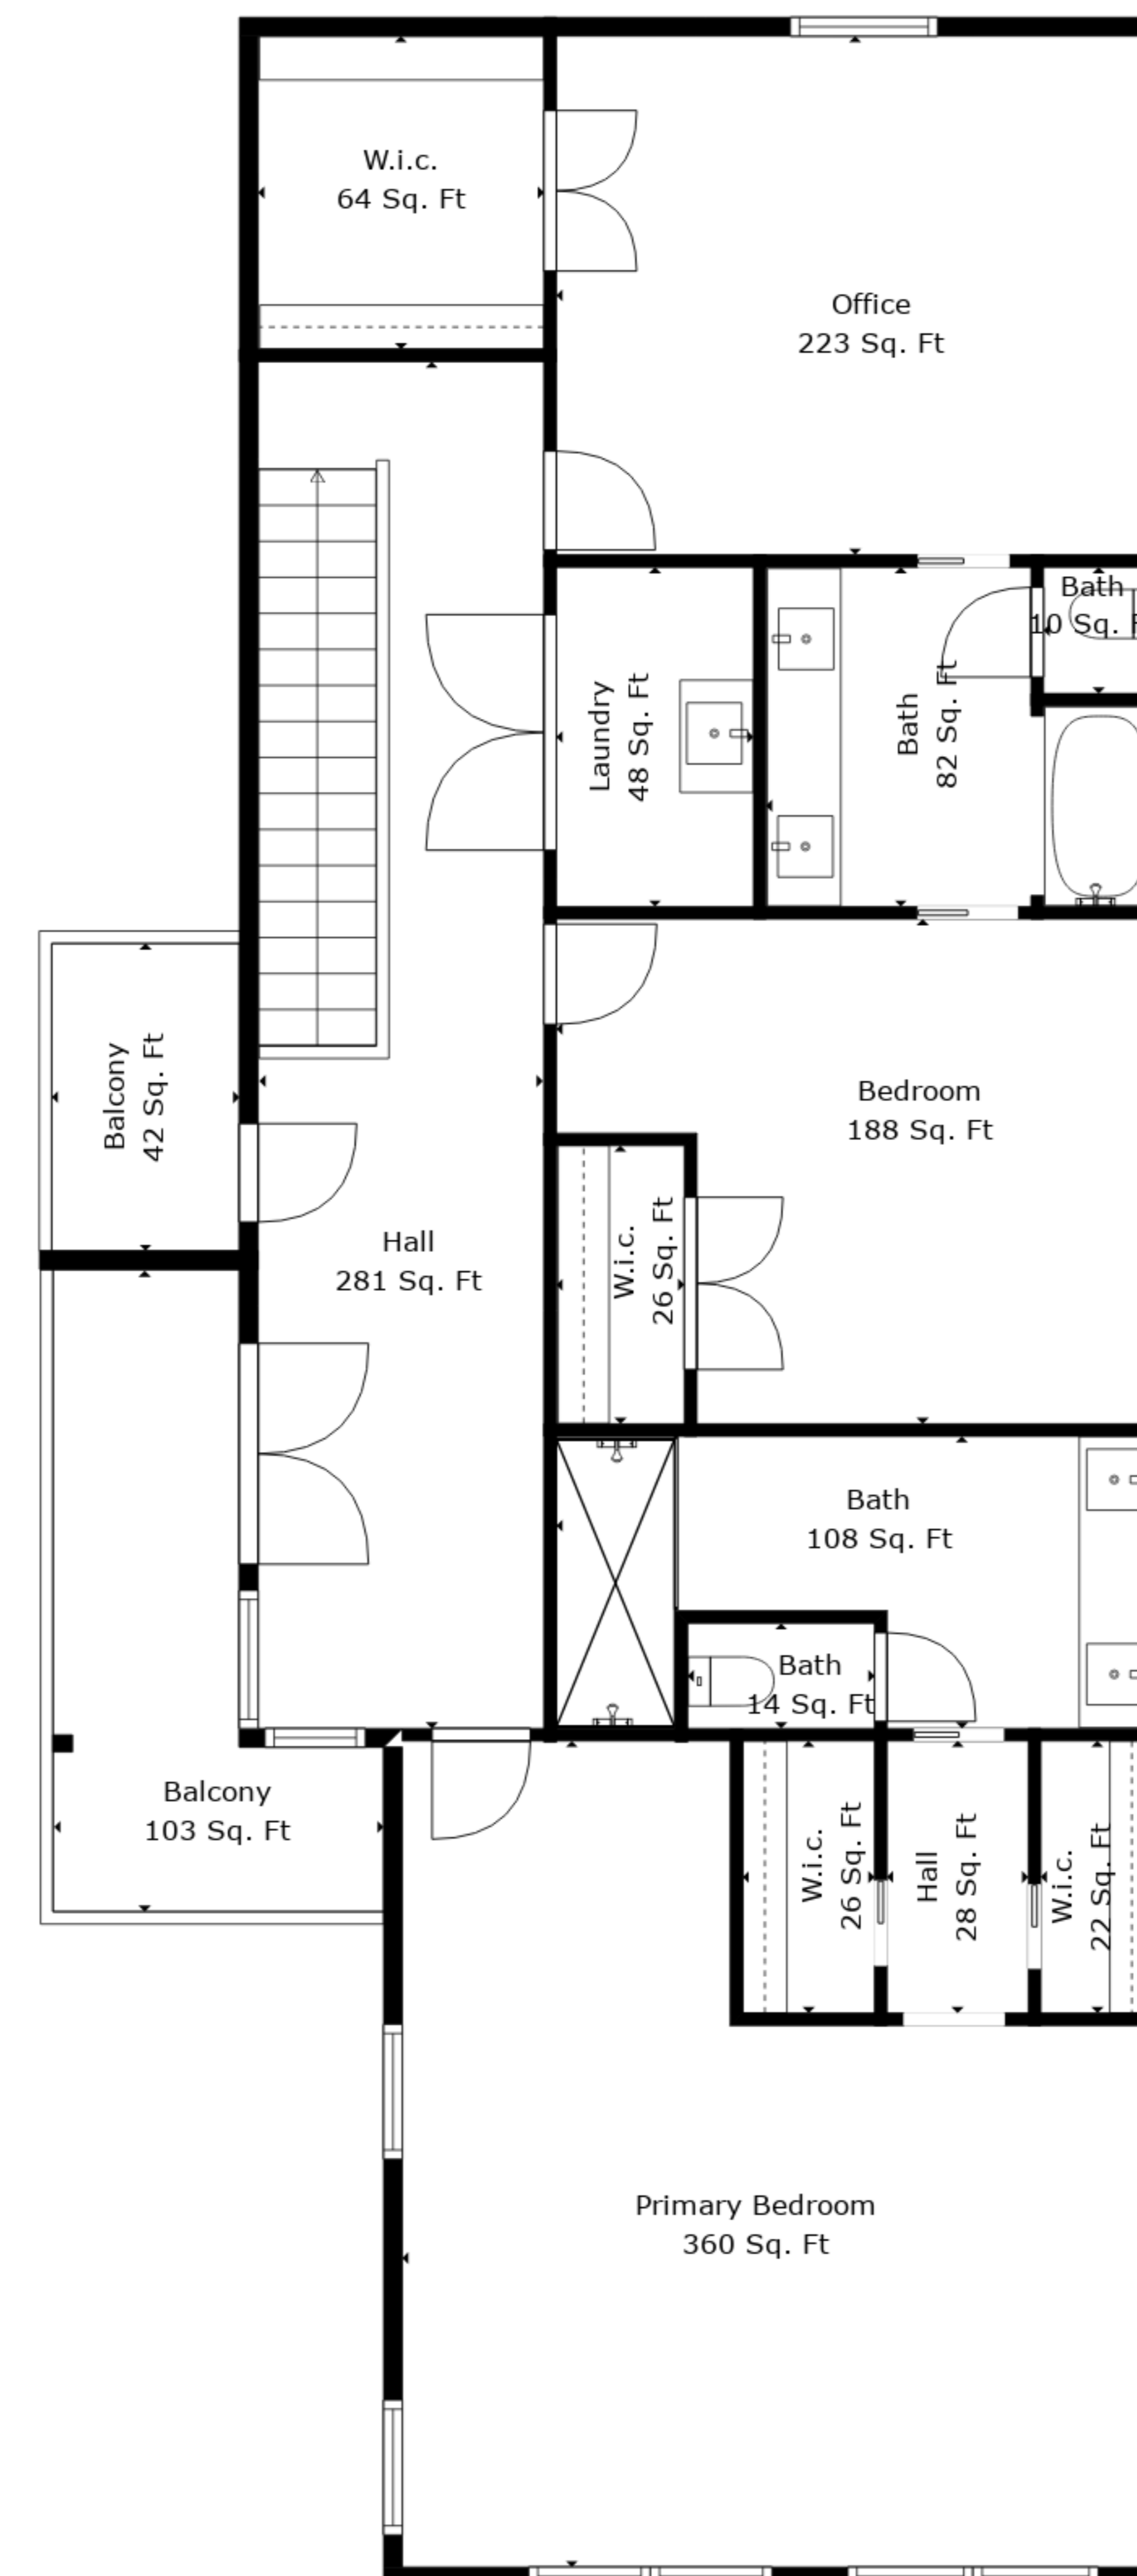 W.i.c.
64 Sq. Ft
Office
223 Sq. Ft
Bath
10 Sq. F
Laundry
48 Sq. Ft
Bath
82 Sq. Ft
Balcony
42 Sq. Ft
Bedroom
188 Sq. Ft
W.i.c.
26 Sq. Ft
Hall
281 Sq. Ft
Bath
108 Sq. Ft
Bath
14 Sq. Ft
Balcony
103 Sq. Ft
W.i.c.
26 Sq. Ft
Hall
28 Sq. Ft
W.i.c.
22 Sq. Ft
Primary Bedroom
360 Sq. Ft